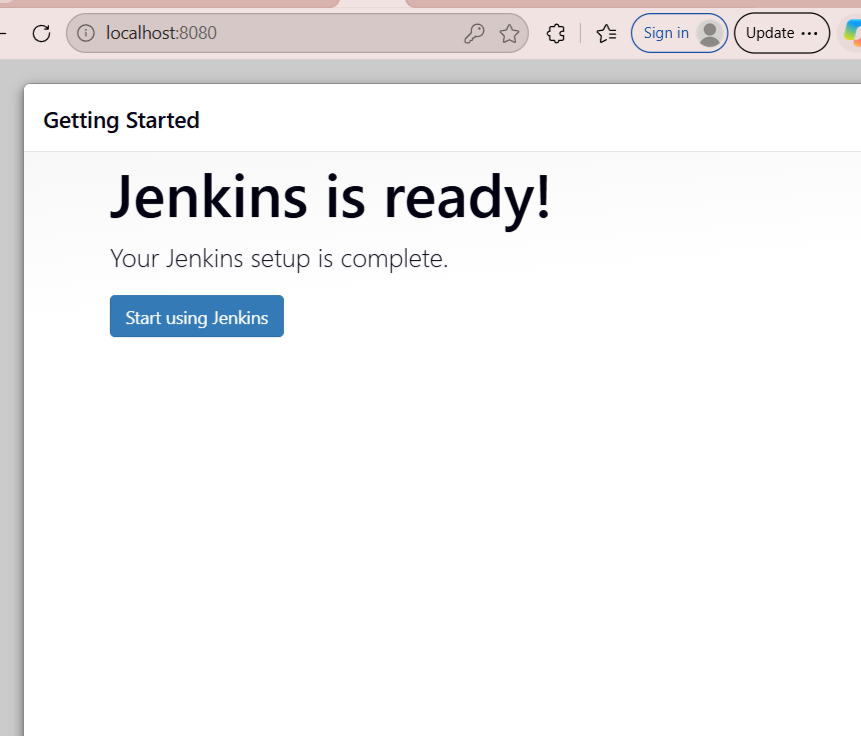 localhost:8080
Sign in
Update
Getting Started
Jenkins is ready!
Your Jenkins setup is complete.
Start using Jenkins